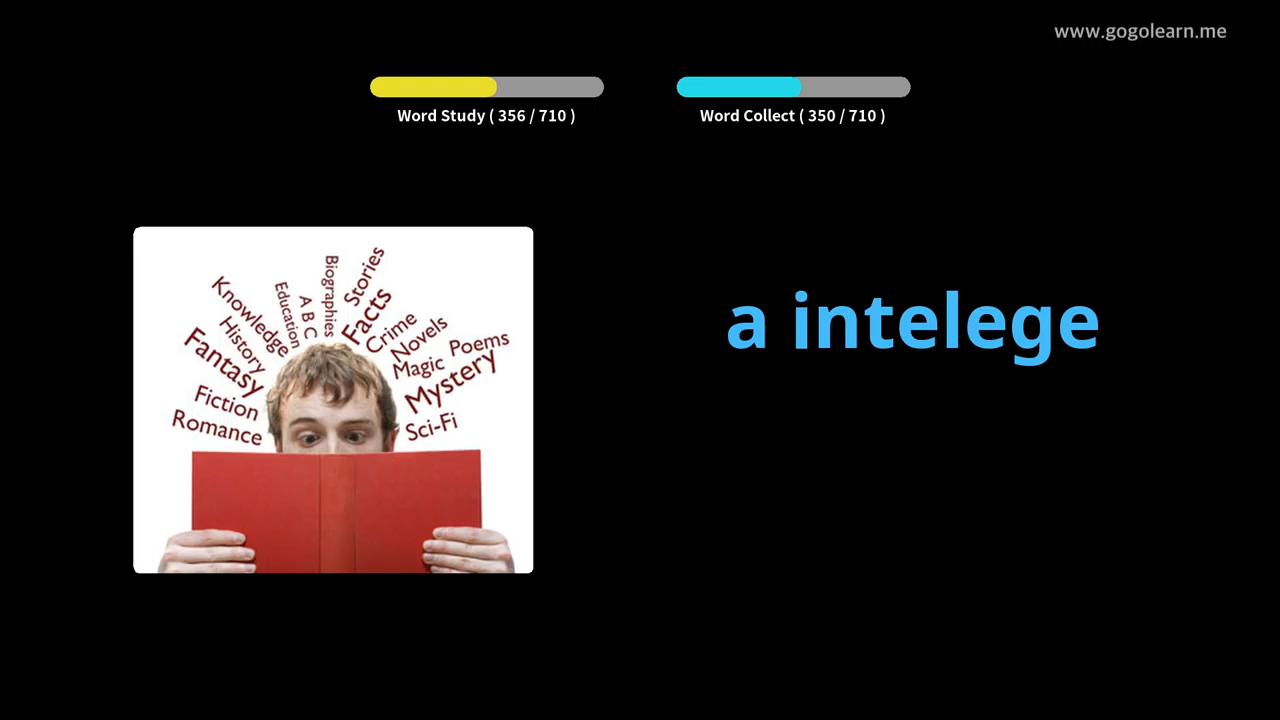 www.gogolearn.me
Word Study ( 356 / 710 )
Word Collect ( 350 / 710 )
a intelege
Knowledge
History
Fantasy
Fiction
Romance
Education
A B C
Biographies
Stories
Facts
Crime
Novels
Magic
Poems
Mystery
Sci-Fi